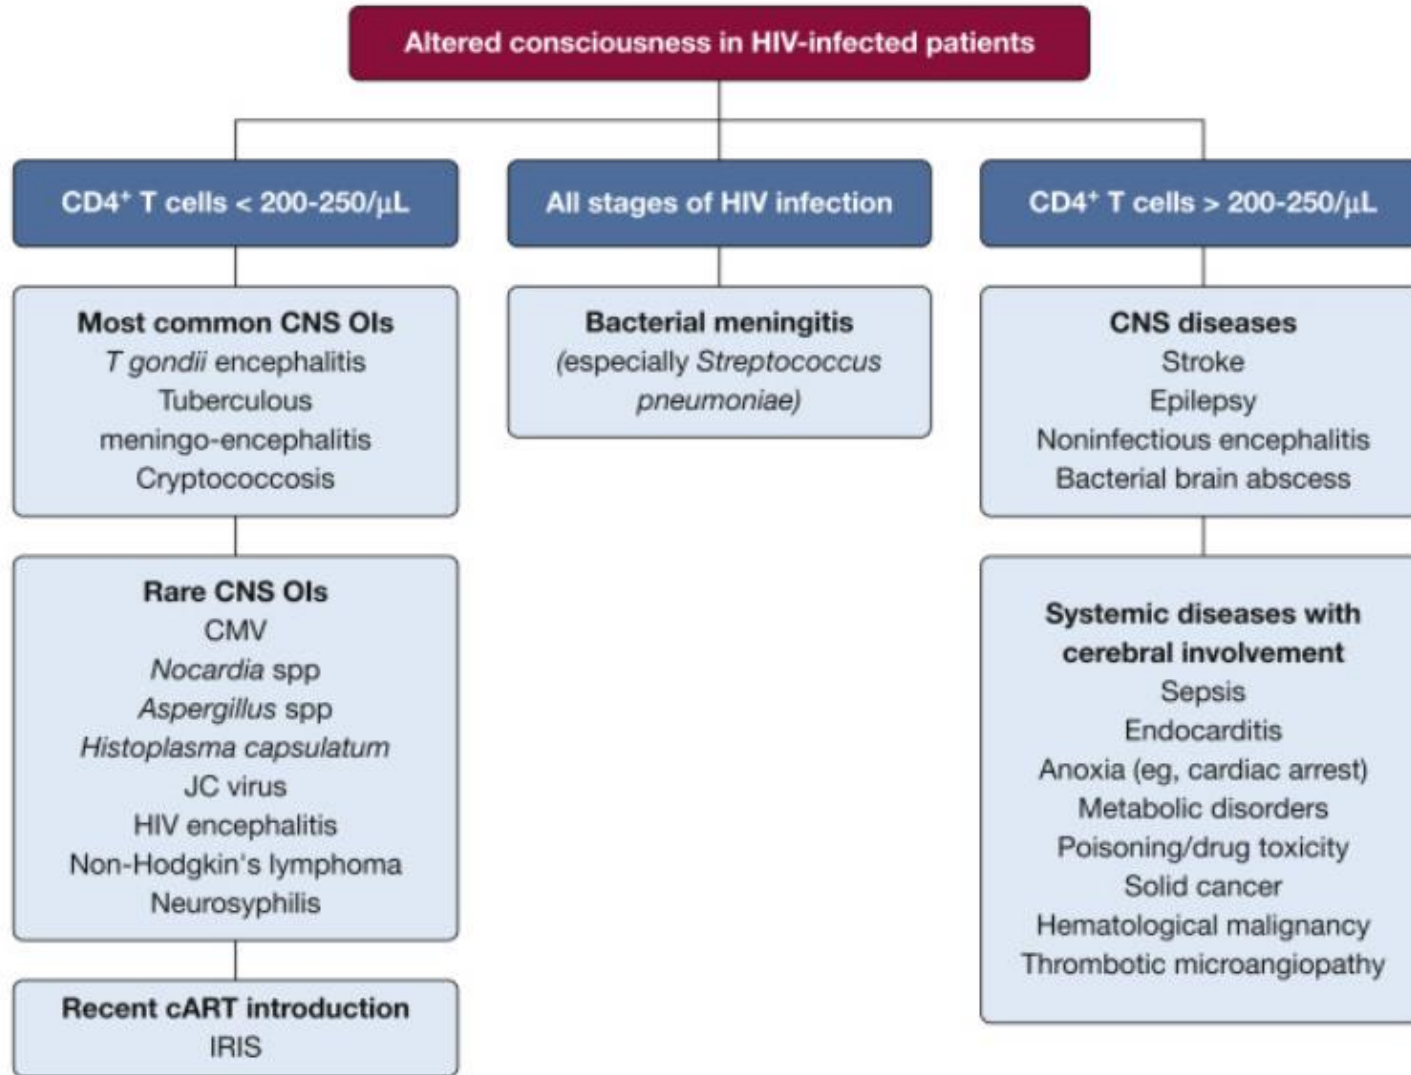 Altered consciousness in HIV-infected patients
CD4⁺ T cells < 200-250/μL
Most common CNS OIs
T gondii encephalitis
Tuberculous
meningo-encephalitis
Cryptococcosis
Rare CNS OIs
CMV
Nocardia spp
Aspergillus spp
Histoplasma capsulatum
JC virus
HIV encephalitis
Non-Hodgkin's lymphoma
Neurosyphilis
Recent cART introduction
IRIS
All stages of HIV infection
Bacterial meningitis
(especially Streptococcus
pneumoniae)
CD4⁺ T cells > 200-250/μL
CNS diseases
Stroke
Epilepsy
Noninfectious encephalitis
Bacterial brain abscess
Systemic diseases with
cerebral involvement
Sepsis
Endocarditis
Anoxia (eg, cardiac arrest)
Metabolic disorders
Poisoning/drug toxicity
Solid cancer
Hematological malignancy
Thrombotic microangiopathy